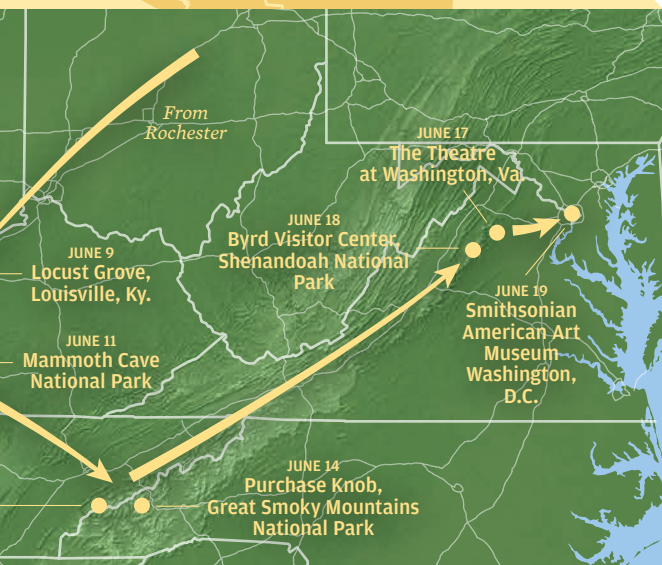 From
Rochester
JUNE 17
The Theatre
at Washington, Va.
JUNE 18
Byrd Visitor Center,
Shenandoah National
Park
JUNE 9
Locust Grove,
Louisville, Ky.
JUNE 19
Smithsonian
American Art
Museum
Washington,
D.C.
JUNE 11
Mammoth Cave
National Park
JUNE 14
Purchase Knob,
Great Smoky Mountains
National Park